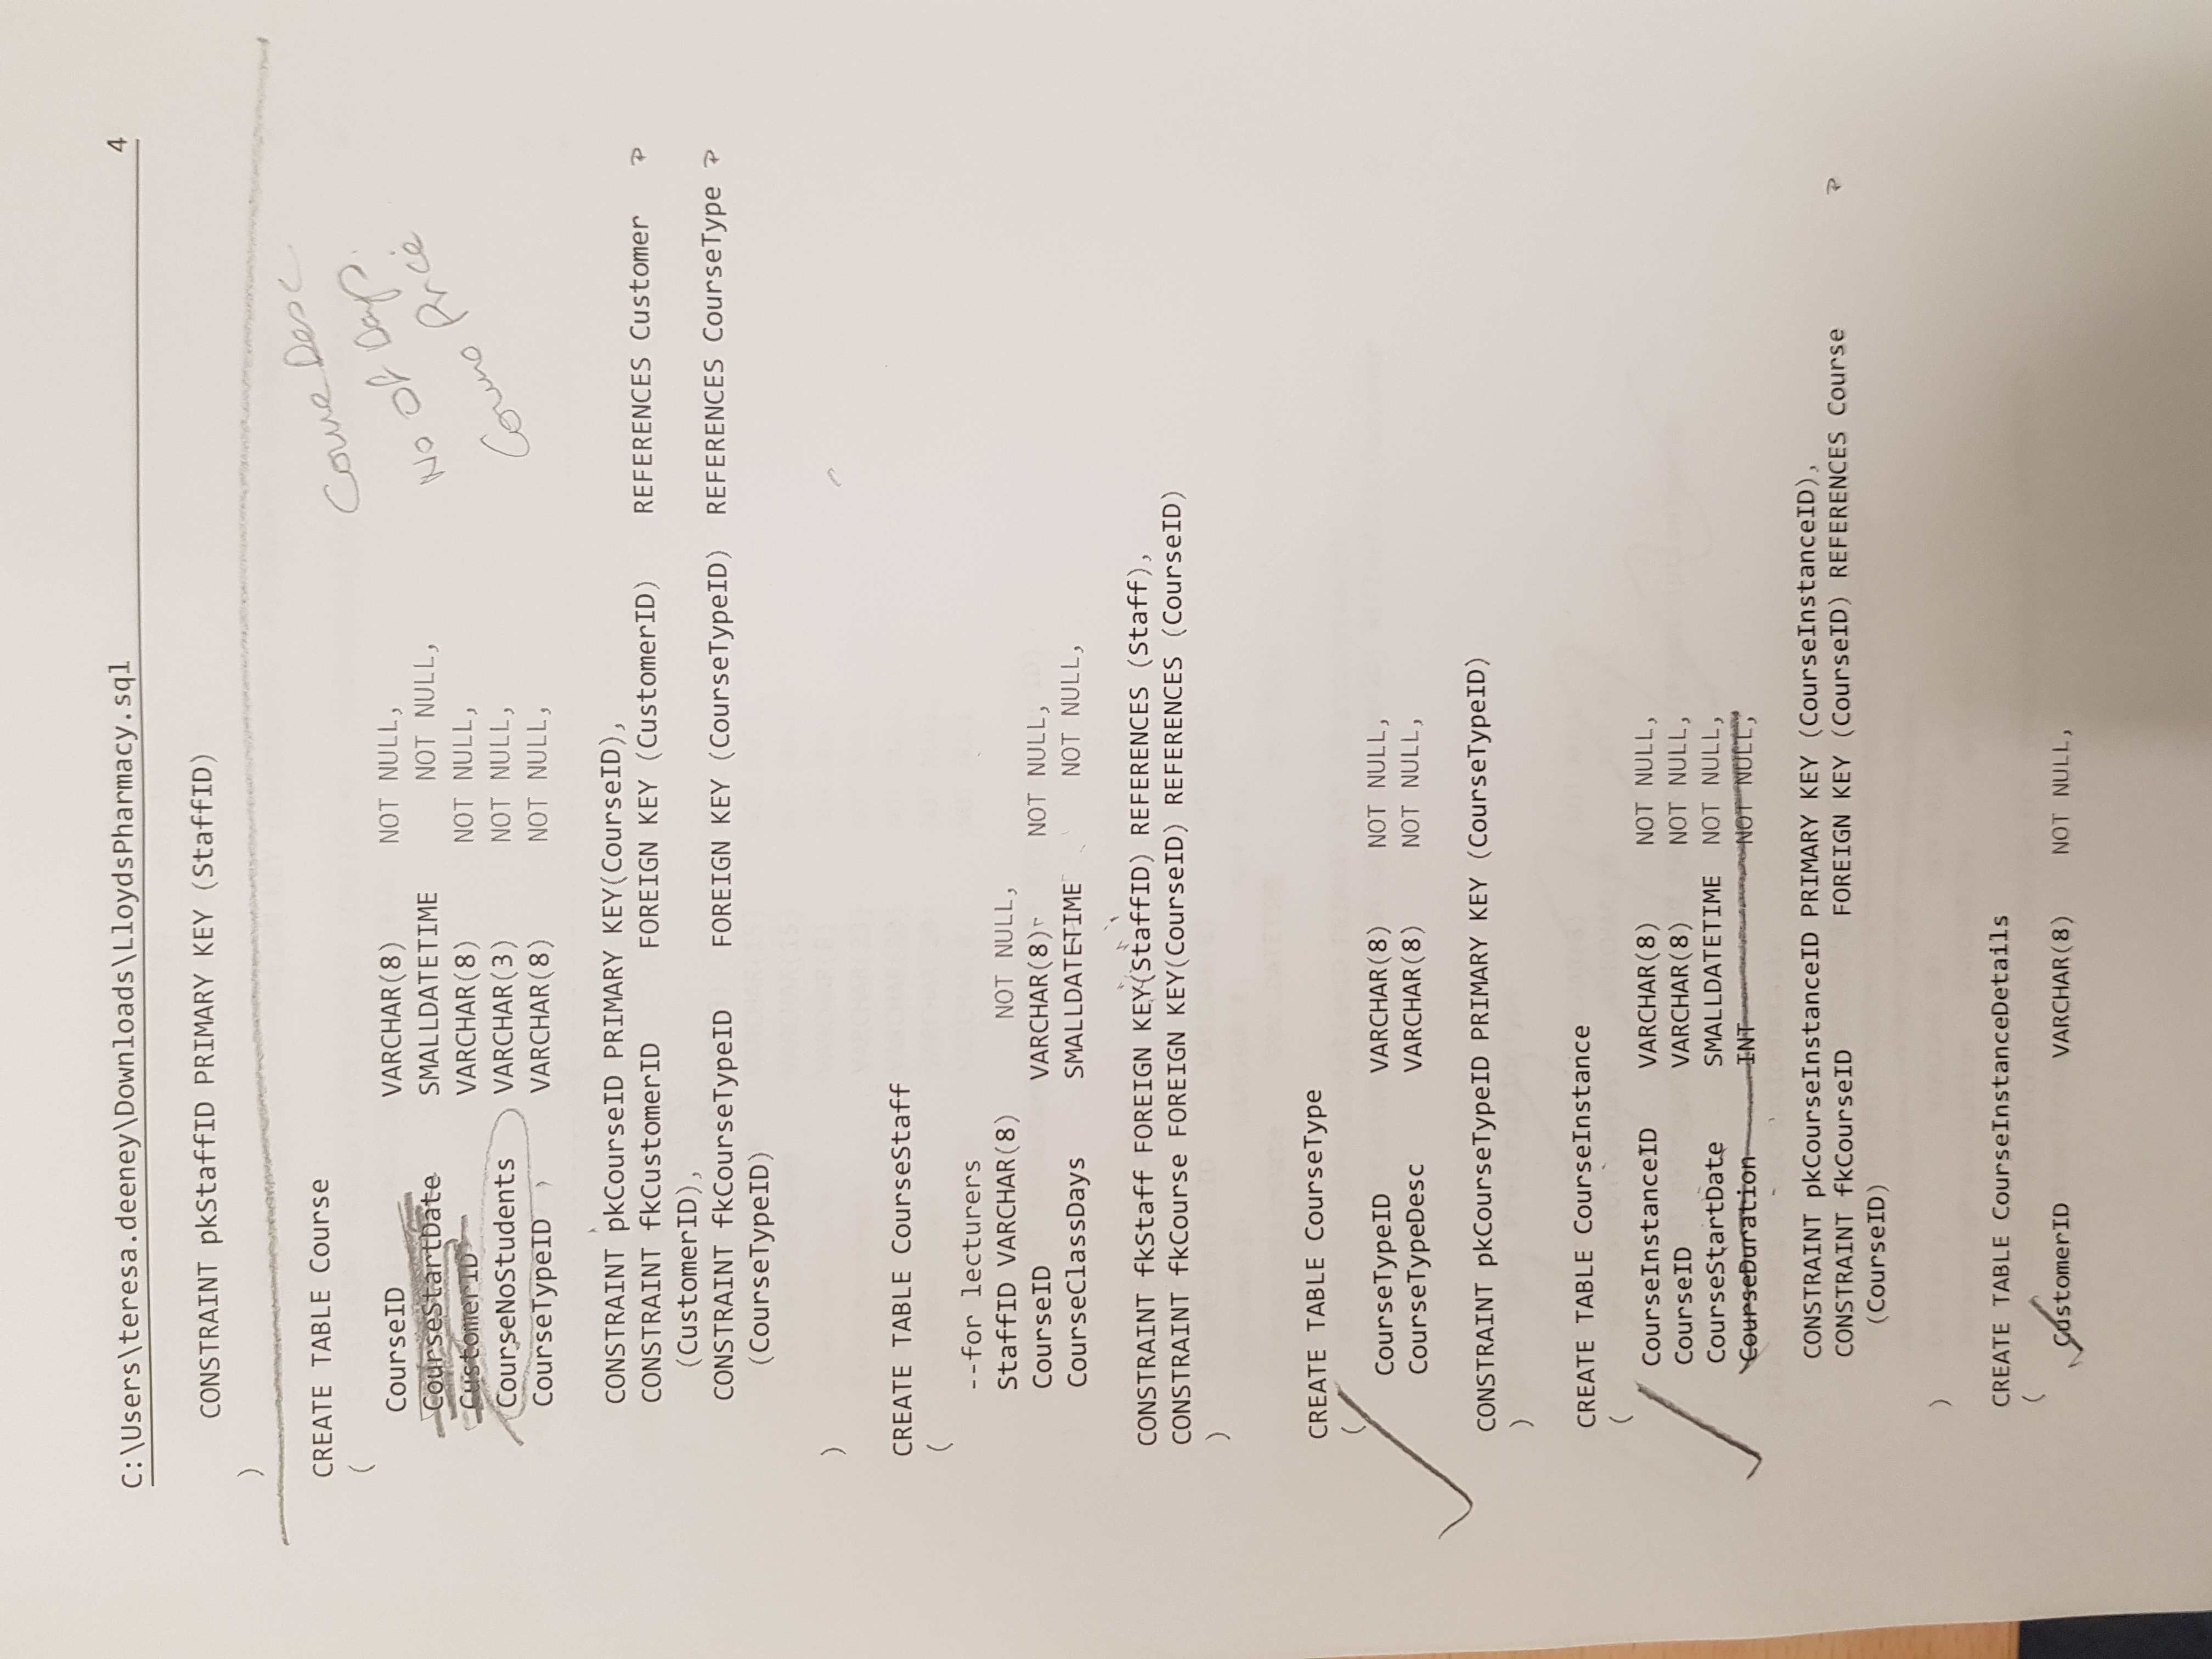 C:\Users\teresa.deeney\Downloads\LloydsPharmacy.sql 4
CONSTRAINT pkStaffID PRIMARY KEY (StaffID)
)
CREATE TABLE Course
(
CourseID VARCHAR(8) NOT NULL,
CourseStartDate SMALLDATETIME NOT NULL,
CustomerID VARCHAR(8) NOT NULL,
CourseNoStudents VARCHAR(3) NOT NULL,
CourseTypeID VARCHAR(8) NOT NULL,
Course Desc
No Of Days.
Course Price
CONSTRAINT pkCourseID PRIMARY KEY(CourseID),
CONSTRAINT fkCustomerID FOREIGN KEY (CustomerID) REFERENCES Customer
(CustomerID),
CONSTRAINT fkCourseTypeID FOREIGN KEY (CourseTypeID) REFERENCES CourseType
(CourseTypeID)
)
CREATE TABLE CourseStaff
(
--for lecturers
StaffID VARCHAR(8) NOT NULL,
CourseID VARCHAR(8) NOT NULL,
CourseClassDays SMALLDATETIME NOT NULL,
CONSTRAINT fkStaff FOREIGN KEY(StaffID) REFERENCES (Staff),
CONSTRAINT fkCourse FOREIGN KEY(CourseID) REFERENCES (CourseID)
)
CREATE TABLE CourseType
(
CourseTypeID VARCHAR(8) NOT NULL,
CourseTypeDesc VARCHAR(8) NOT NULL,
CONSTRAINT pkCourseTypeID PRIMARY KEY (CourseTypeID)
)
CREATE TABLE CourseInstance
(
CourseInstanceID VARCHAR(8) NOT NULL,
CourseID VARCHAR(8) NOT NULL,
CourseStartDate SMALLDATETIME NOT NULL,
CourseDuration INT NOT NULL,
CONSTRAINT pkCourseInstanceID PRIMARY KEY (CourseInstanceID),
CONSTRAINT fkCourseID FOREIGN KEY (CourseID) REFERENCES Course
(CourseID)
)
CREATE TABLE CourseInstanceDetails
(
CustomerID VARCHAR(8) NOT NULL,